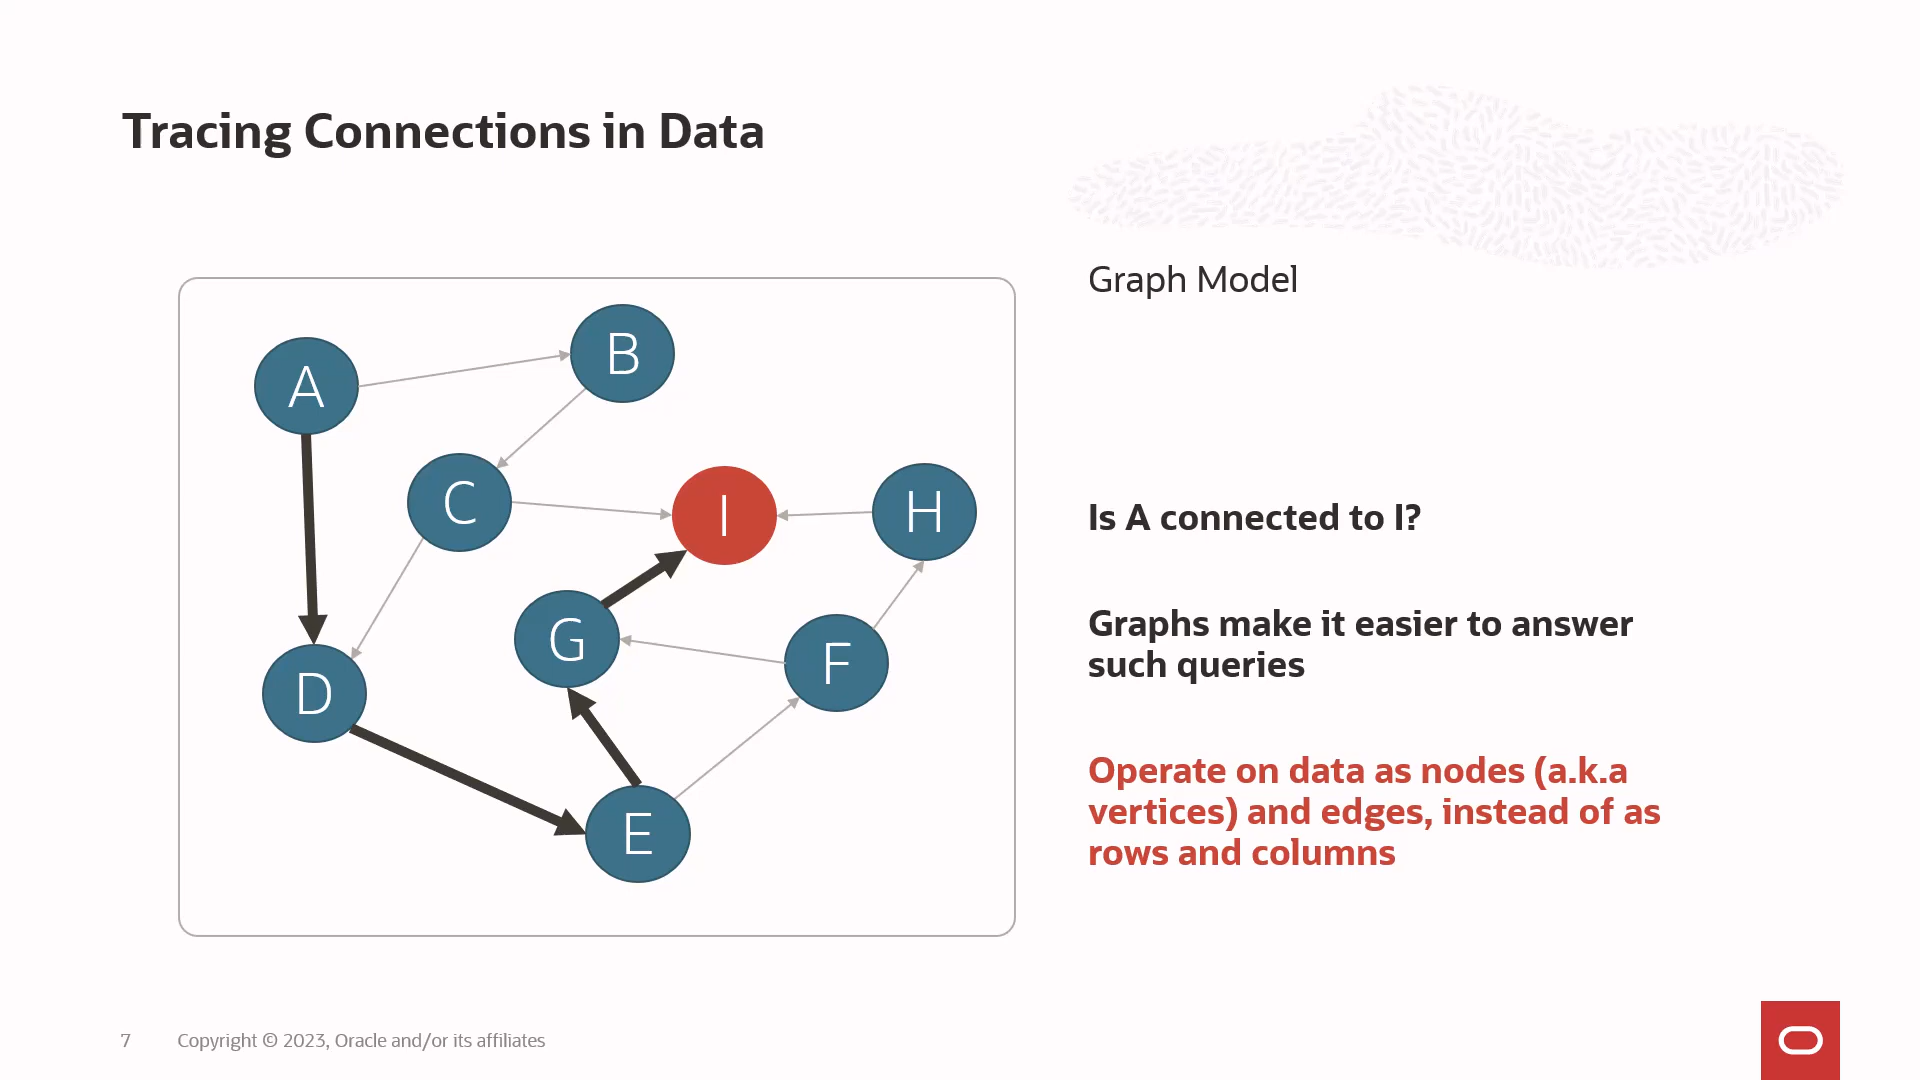 Tracing Connections in Data
Graph Model
A
B
C
I
H
G
F
D
E
Is A connected to I?
Graphs make it easier to answer
such queries
Operate on data as nodes (a.k.a
vertices) and edges, instead of as
rows and columns
7
Copyright © 2023, Oracle and/or its affiliates